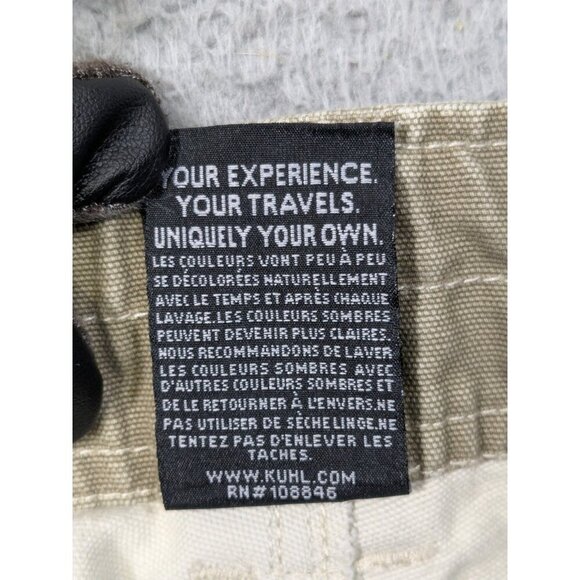 YOUR EXPERIENCE.
YOUR TRAVELS.
UNIQUELY YOUR OWN.
LES COULEURS VONT PEU À PEU
SE DÉCOLORÉES NATURELLEMENT
AVEC LE TEMPS ET APRÉS CHAQUE
LAVAGE.LES COULEURS SOMBRES
PEUVENT DEVENIR PLUS CLAIRES.
NOUS RECOMMANDONS DE LAVER
LES COULEURS SOMBRES AVEC
D'AUTRES COULEURS SOMBRES ET
DE LE RETOURNER À L'ENVERS.NE
PAS UTILISER DE SÈCHELINGE.NE
TENTEZ PAS D'ENLEVER LES
TACHES.
WWW.KUHL.COM
RN# 108846